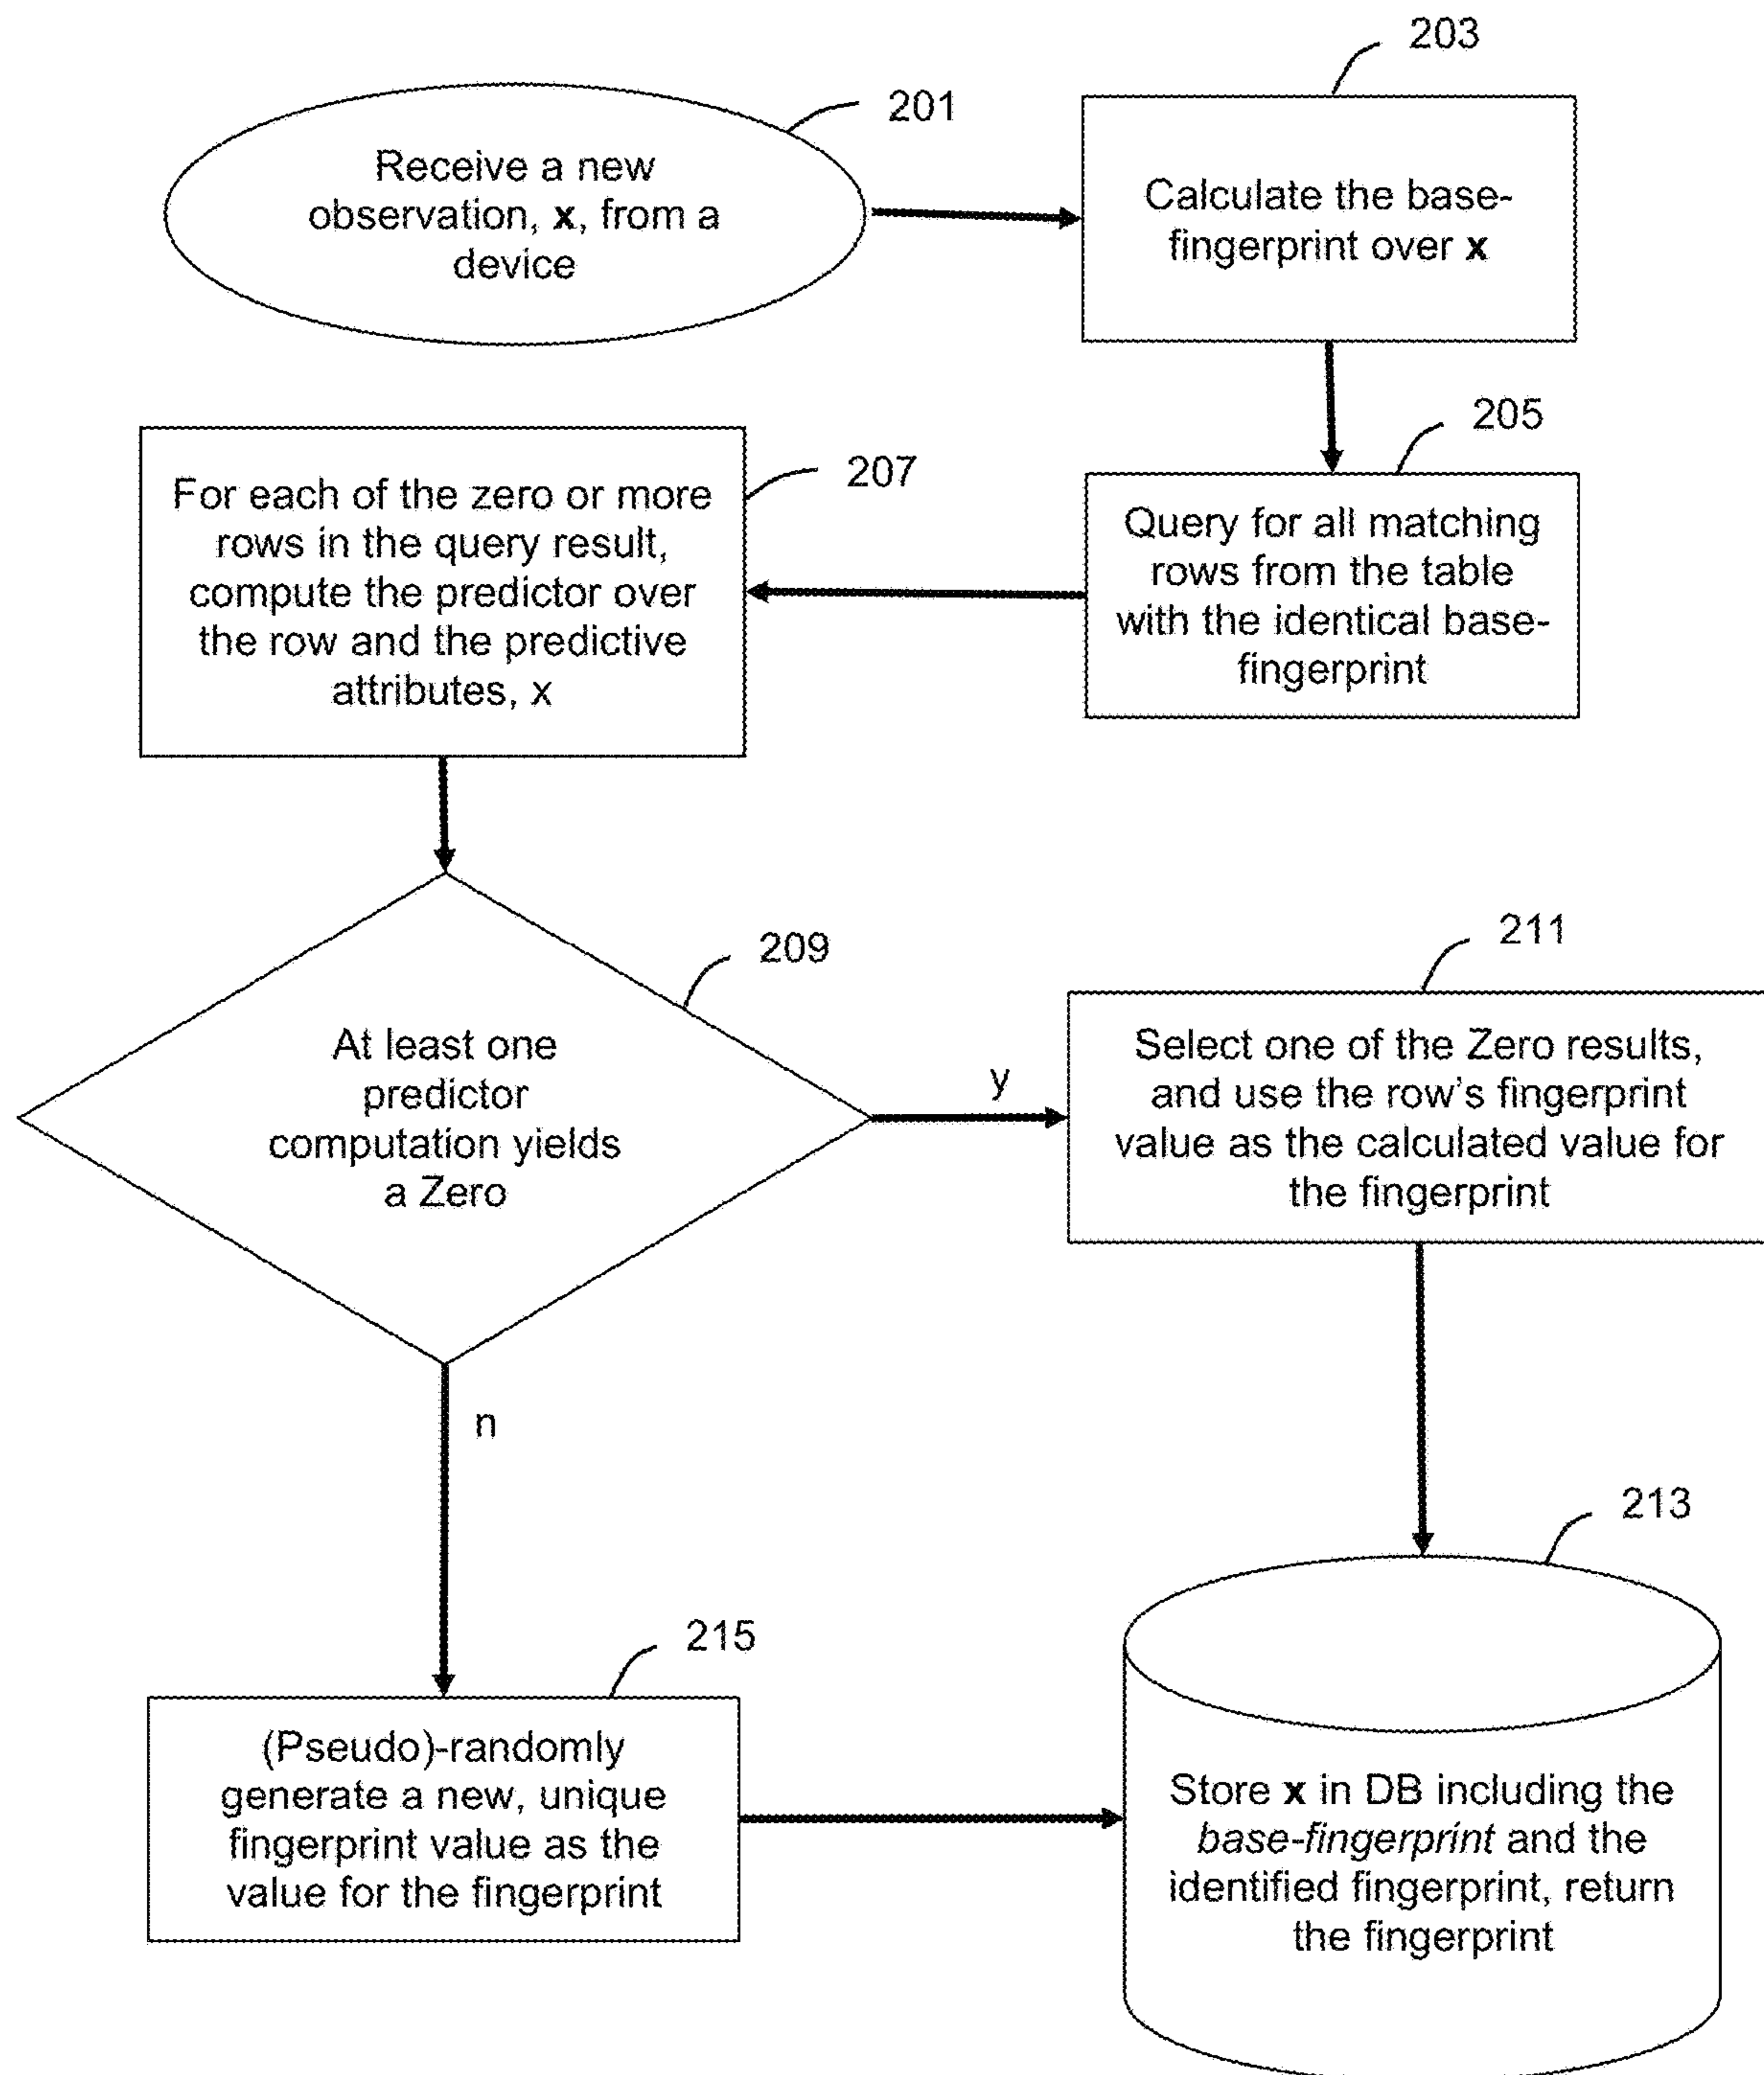 201
Receive a new
observation, x, from a
device
203
Calculate the base-
fingerprint over x
205
Query for all matching
rows from the table
with the identical base-
fingerprint
207
For each of the zero or more
rows in the query result,
compute the predictor over
the row and the predictive
attributes, x
209
At least one
predictor
computation yields
a Zero
y
211
Select one of the Zero results,
and use the row's fingerprint
value as the calculated value for
the fingerprint
n
215
(Pseudo)-randomly
generate a new, unique
fingerprint value as the
value for the fingerprint
213
Store x in DB including the
base-fingerprint and the
identified fingerprint, return
the fingerprint